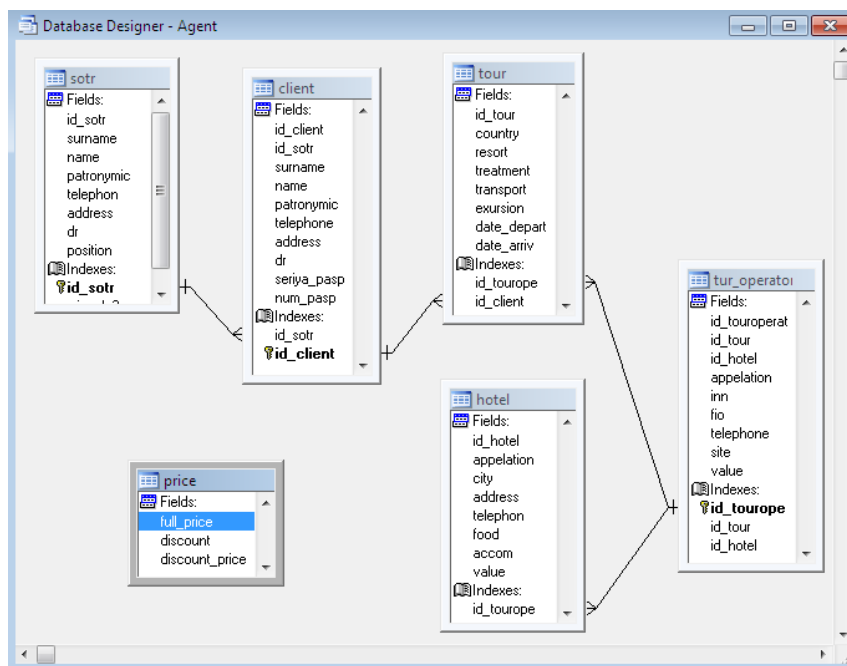 Database Designer - Agent
sotr
Fields:
id_sotr
surname
name
patronymic
telephon
address
dr
position
Indexes:
id_sotr
client
Fields:
id_client
id_sotr
surname
name
patronymic
telephone
address
dr
seriya_pasp
num_pasp
Indexes:
id_sotr
id_client
tour
Fields:
id_tour
country
resort
treatment
transport
exursion
date_depart
date_arriv
Indexes:
id_tourope
id_client
tur_operator
Fields:
id_touroperat
id_tour
id_hotel
appelation
inn
fio
telephone
site
value
Indexes:
id_tourope
id_tour
id_hotel
hotel
Fields:
id_hotel
appelation
city
address
telephon
food
accom
value
Indexes:
id_tourope
price
Fields:
full_price
discount
discount_price